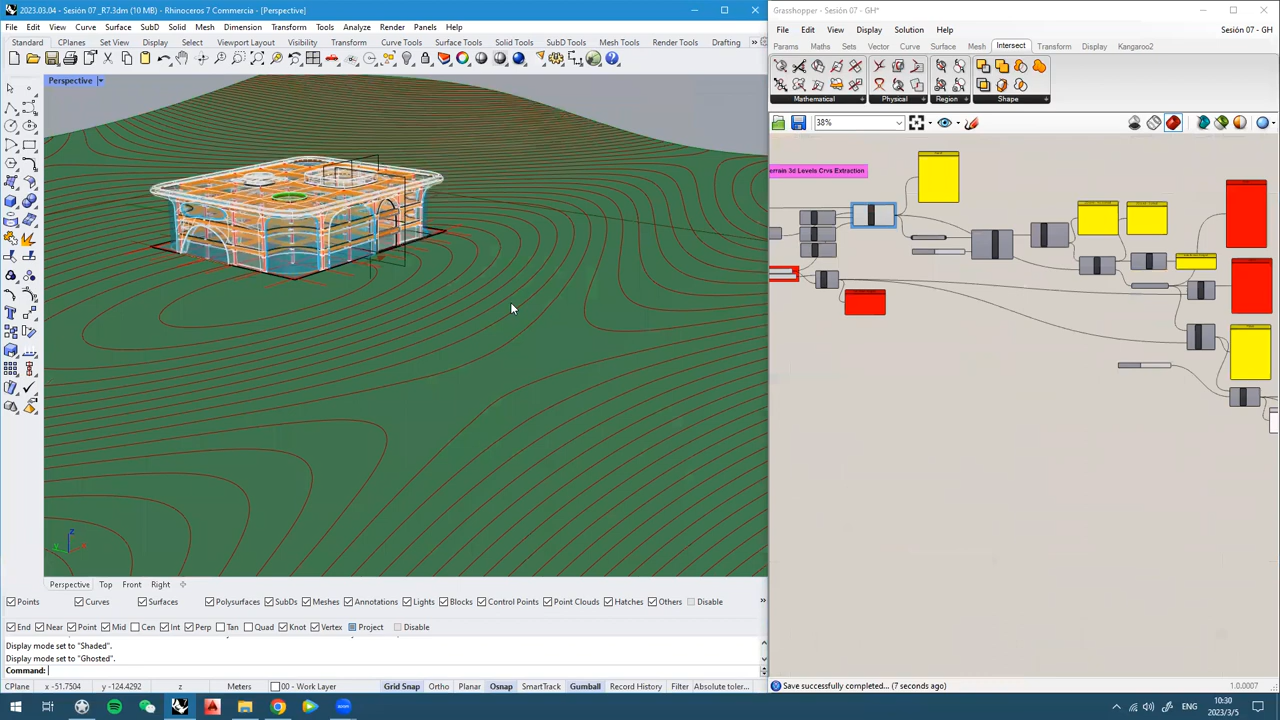 2023.03.04 - Sesión 07 _R7.3dm (10 MB) - Rhinoceros 7 Commercia - [Perspective]
File Edit View Curve Surface SubD Solid Mesh Dimension Transform Tools Analyze Render Panels Help
Standard CPlanes Set View Display Select Viewport Layout Visibility Transform Curve Tools Surface Tools Solid Tools SubD Tools Mesh Tools Render Tools »
Perspective
z
Perspective Top Front Right
Points Curves Surfaces Polysurfaces SubDs Meshes Annotations Lights Blocks Control Points Point Clouds Hatches Others Disable »
End Near Point Mid Cen Int Perp Tan Quad Knot Vertex Project Disable
Display mode set to "Shaded".
Display mode set to "Ghosted".
Command:
CPlane x -51.7504 y -124.4292 z Meters 00 - Work Layer Grid Snap Ortho Planar Osnap SmartTrack Gumball Record History Filter Absolute toler...
Grasshopper - Sesión 07 - GH*
File Edit View Display Solution Help
Sesión 07 - GH
Params Maths Sets Vector Curve Surface Mesh Intersect Transform Display Kangaroo2
Mathematical Physical Region Shape
38%
errain 3d Levels Crvs Extraction
Save successfully completed... (7 seconds ago)
1.0.0007
ENG
10:30
2023/3/5